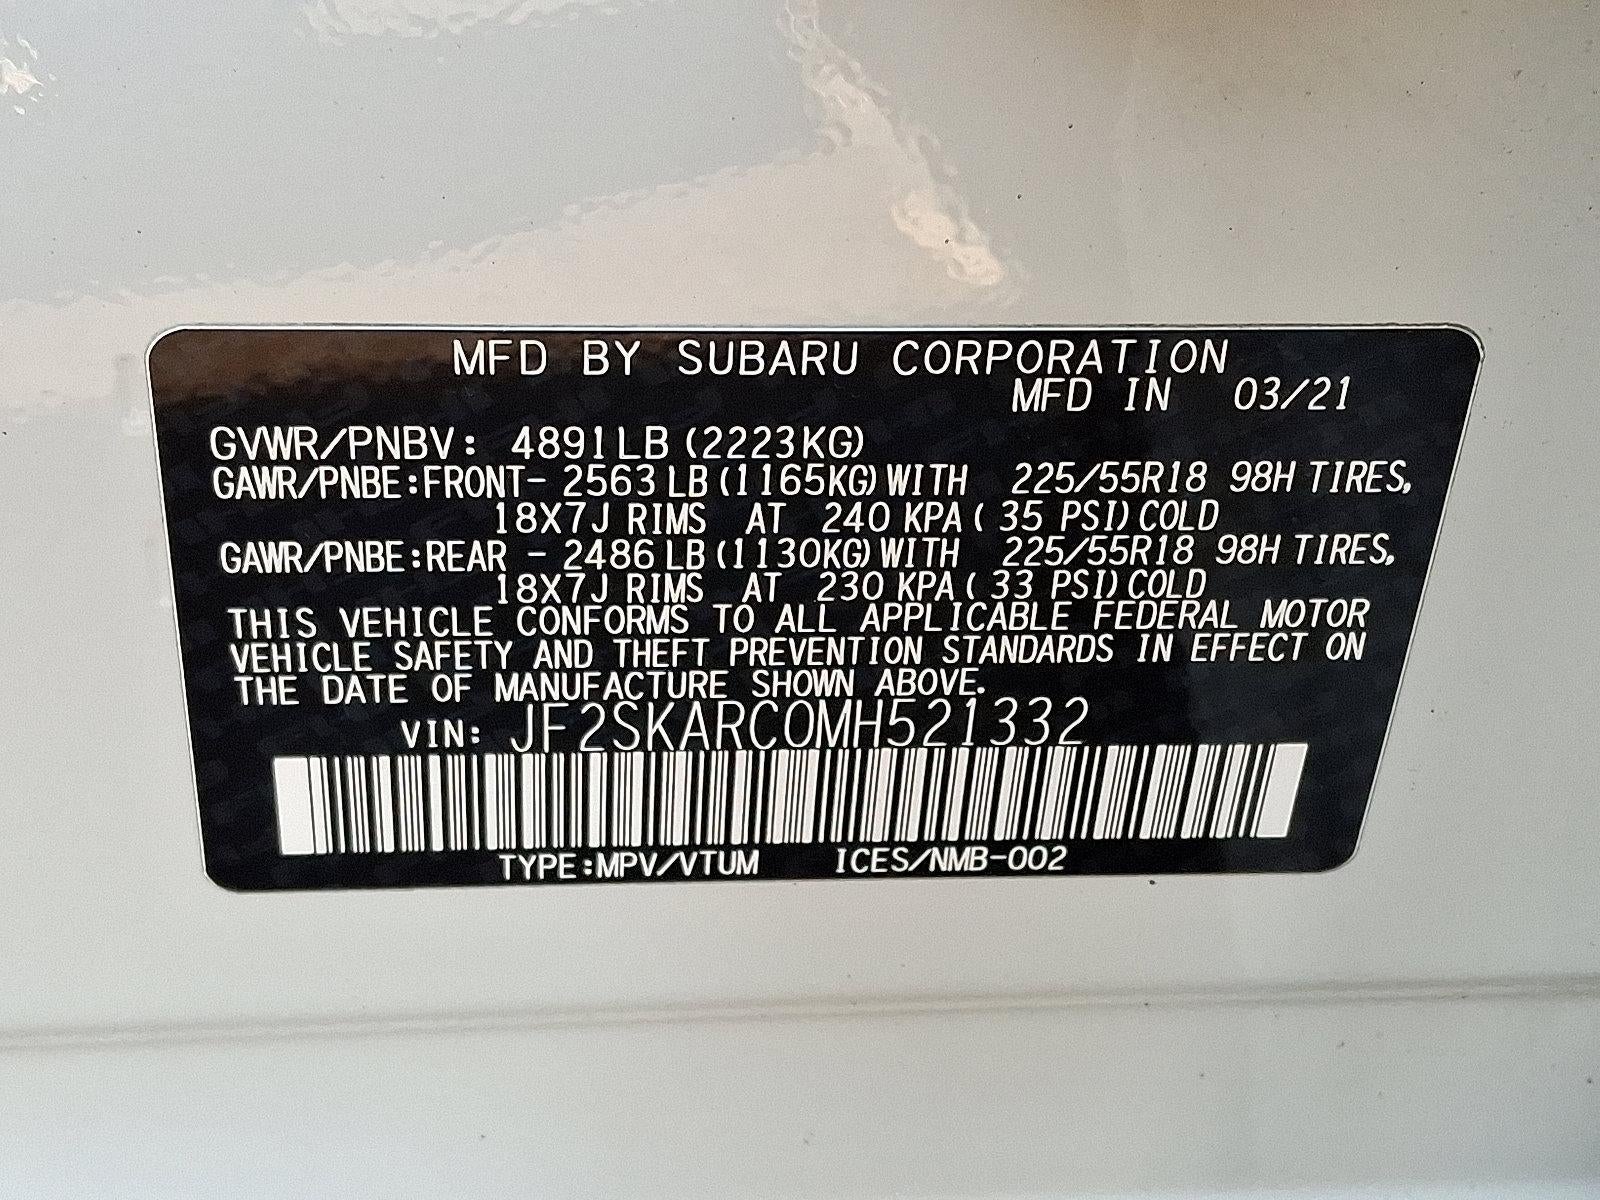 MFD BY SUBARU CORPORATION
MFD IN 03/21
GVWR/PNBV: 4891LB (2223KG)
GAWR/PNBE:FRONT- 2563 LB (1165KG) WITH 225/55R18 98H TIRES,
18X7J RIMS AT 240 KPA ( 35 PSI) COLD
GAWR/PNBE:REAR - 2486 LB (1130KG) WITH 225/55R18 98H TIRES,
18X7J RIMS AT 230 KPA ( 33 PSI) COLD
THIS VEHICLE CONFORMS TO ALL APPLICABLE FEDERAL MOTOR
VEHICLE SAFETY AND THEFT PREVENTION STANDARDS IN EFFECT ON
THE DATE OF MANUFACTURE SHOWN ABOVE.
VIN: JF2SKARC0MH521332
TYPE:MPV/VTUM ICES/NMB-002